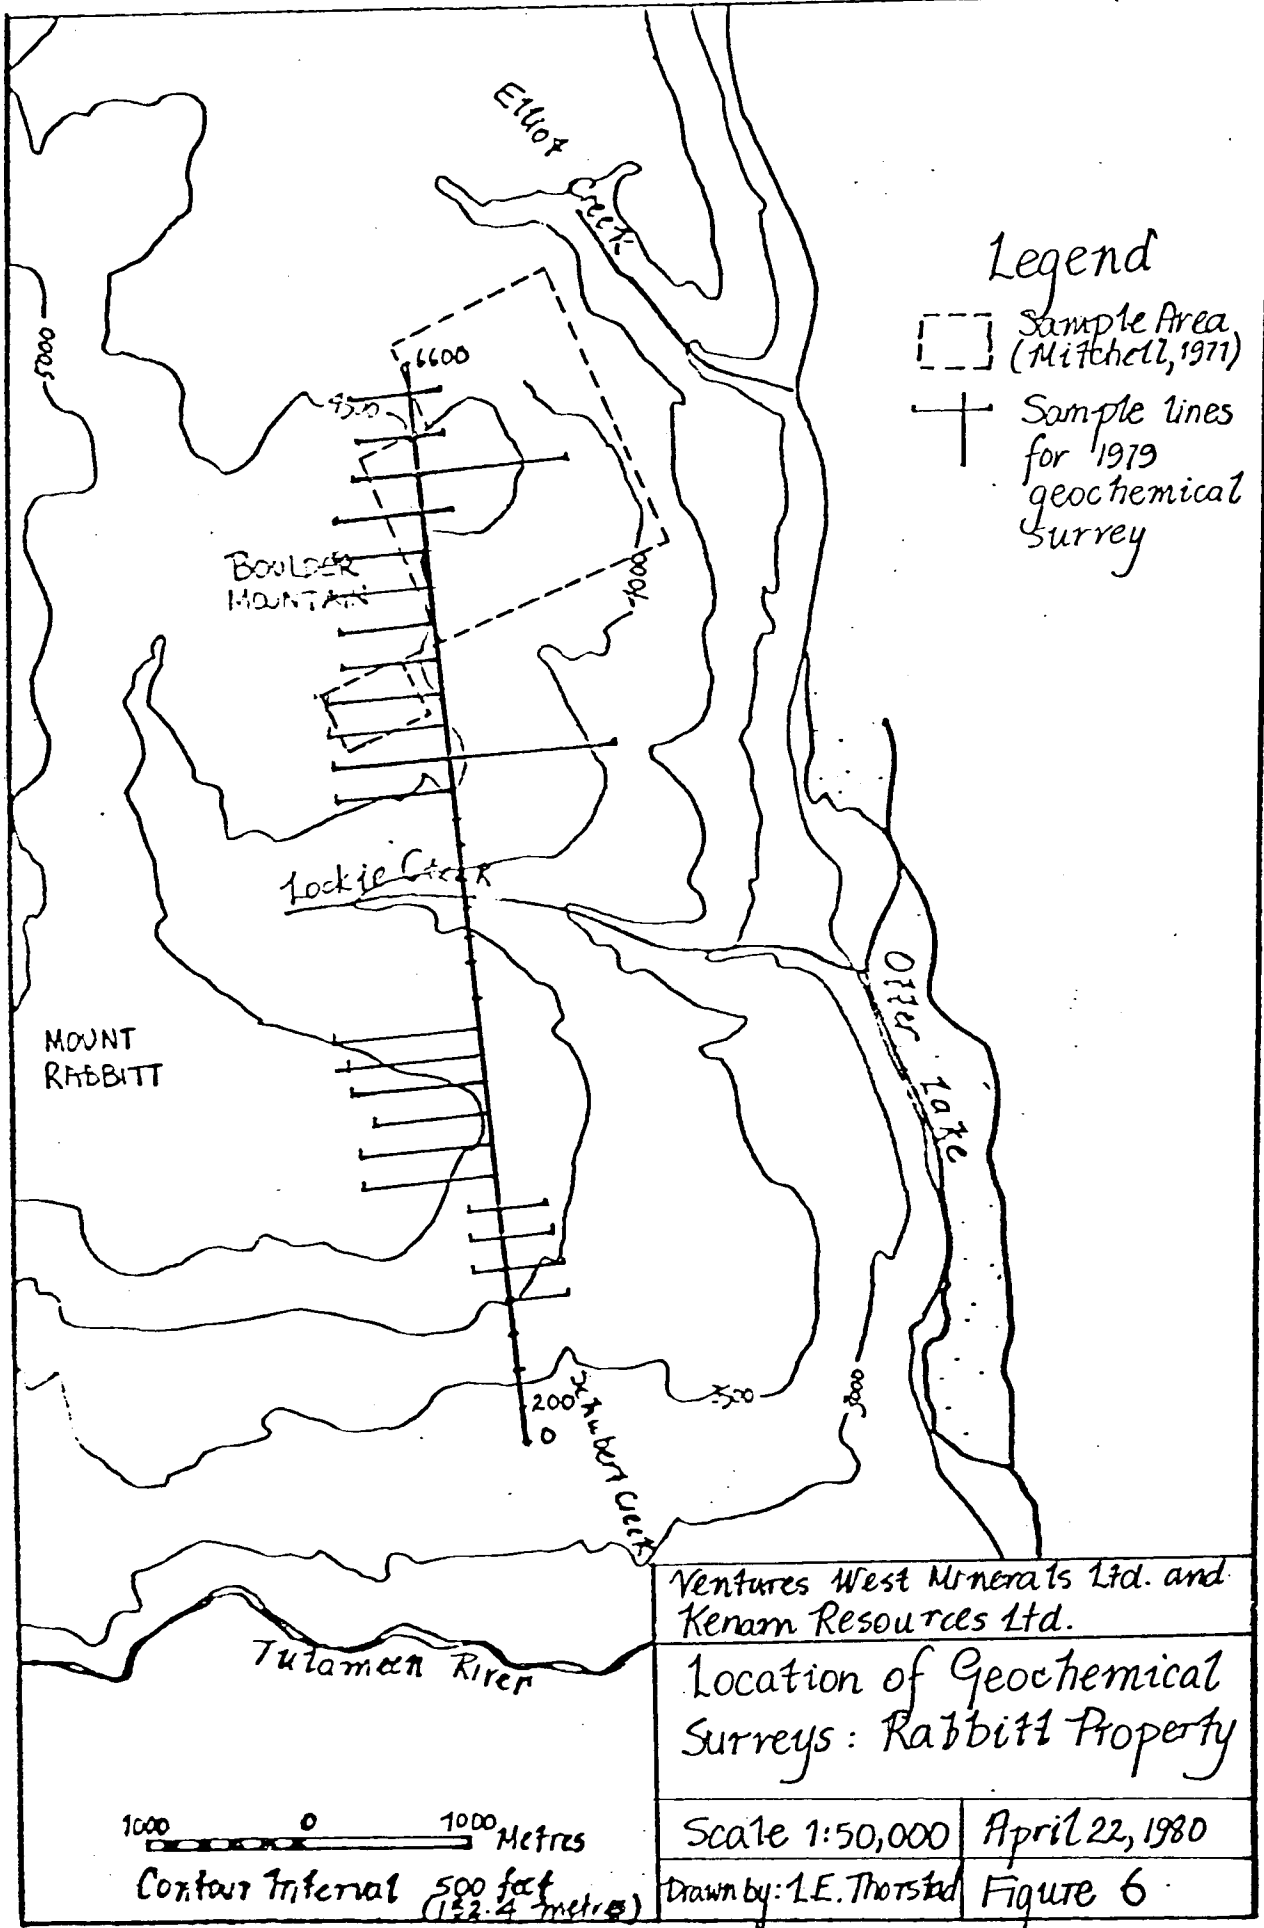 Elliot
Creek
Legend
Sample Area
(Mitchell, 1971)
Sample lines
for 1979
geochemical
survey
5000
6600
4500
BOULDER
MOUNTAIN
4000
Lockie Creek
MOUNT
RABBITT
Otter Lake
200
0
Schubert Creek
3500
3000
Tulameen River
Ventures West Minerals Ltd. and
Kenam Resources Ltd.
Location of Geochemical
Surveys: Rabbitt Property
1000 0 1000 Metres
Contour Interval 500 feet
(152.4 metres)
Scale 1:50,000
April 22, 1980
Drawn by: L.E. Thorstad
Figure 6